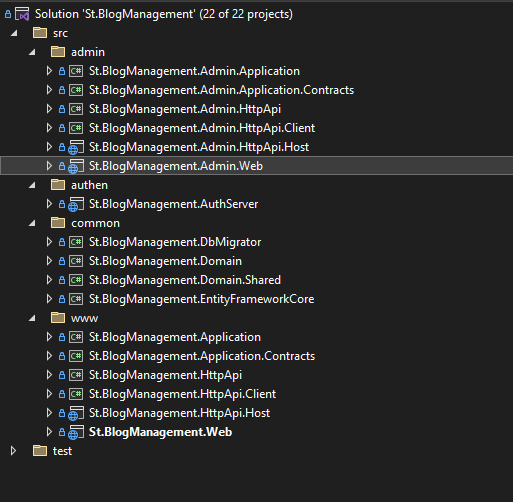 Solution 'St.BlogManagement' (22 of 22 projects)
src
admin
C# St.BlogManagement.Admin.Application
C# St.BlogManagement.Admin.Application.Contracts
C# St.BlogManagement.Admin.HttpApi
C# St.BlogManagement.Admin.HttpApi.Client
St.BlogManagement.Admin.HttpApi.Host
St.BlogManagement.Admin.Web
authen
St.BlogManagement.AuthServer
common
C# St.BlogManagement.DbMigrator
C# St.BlogManagement.Domain
C# St.BlogManagement.Domain.Shared
C# St.BlogManagement.EntityFrameworkCore
www
C# St.BlogManagement.Application
C# St.BlogManagement.Application.Contracts
C# St.BlogManagement.HttpApi
C# St.BlogManagement.HttpApi.Client
St.BlogManagement.HttpApi.Host
St.BlogManagement.Web
test